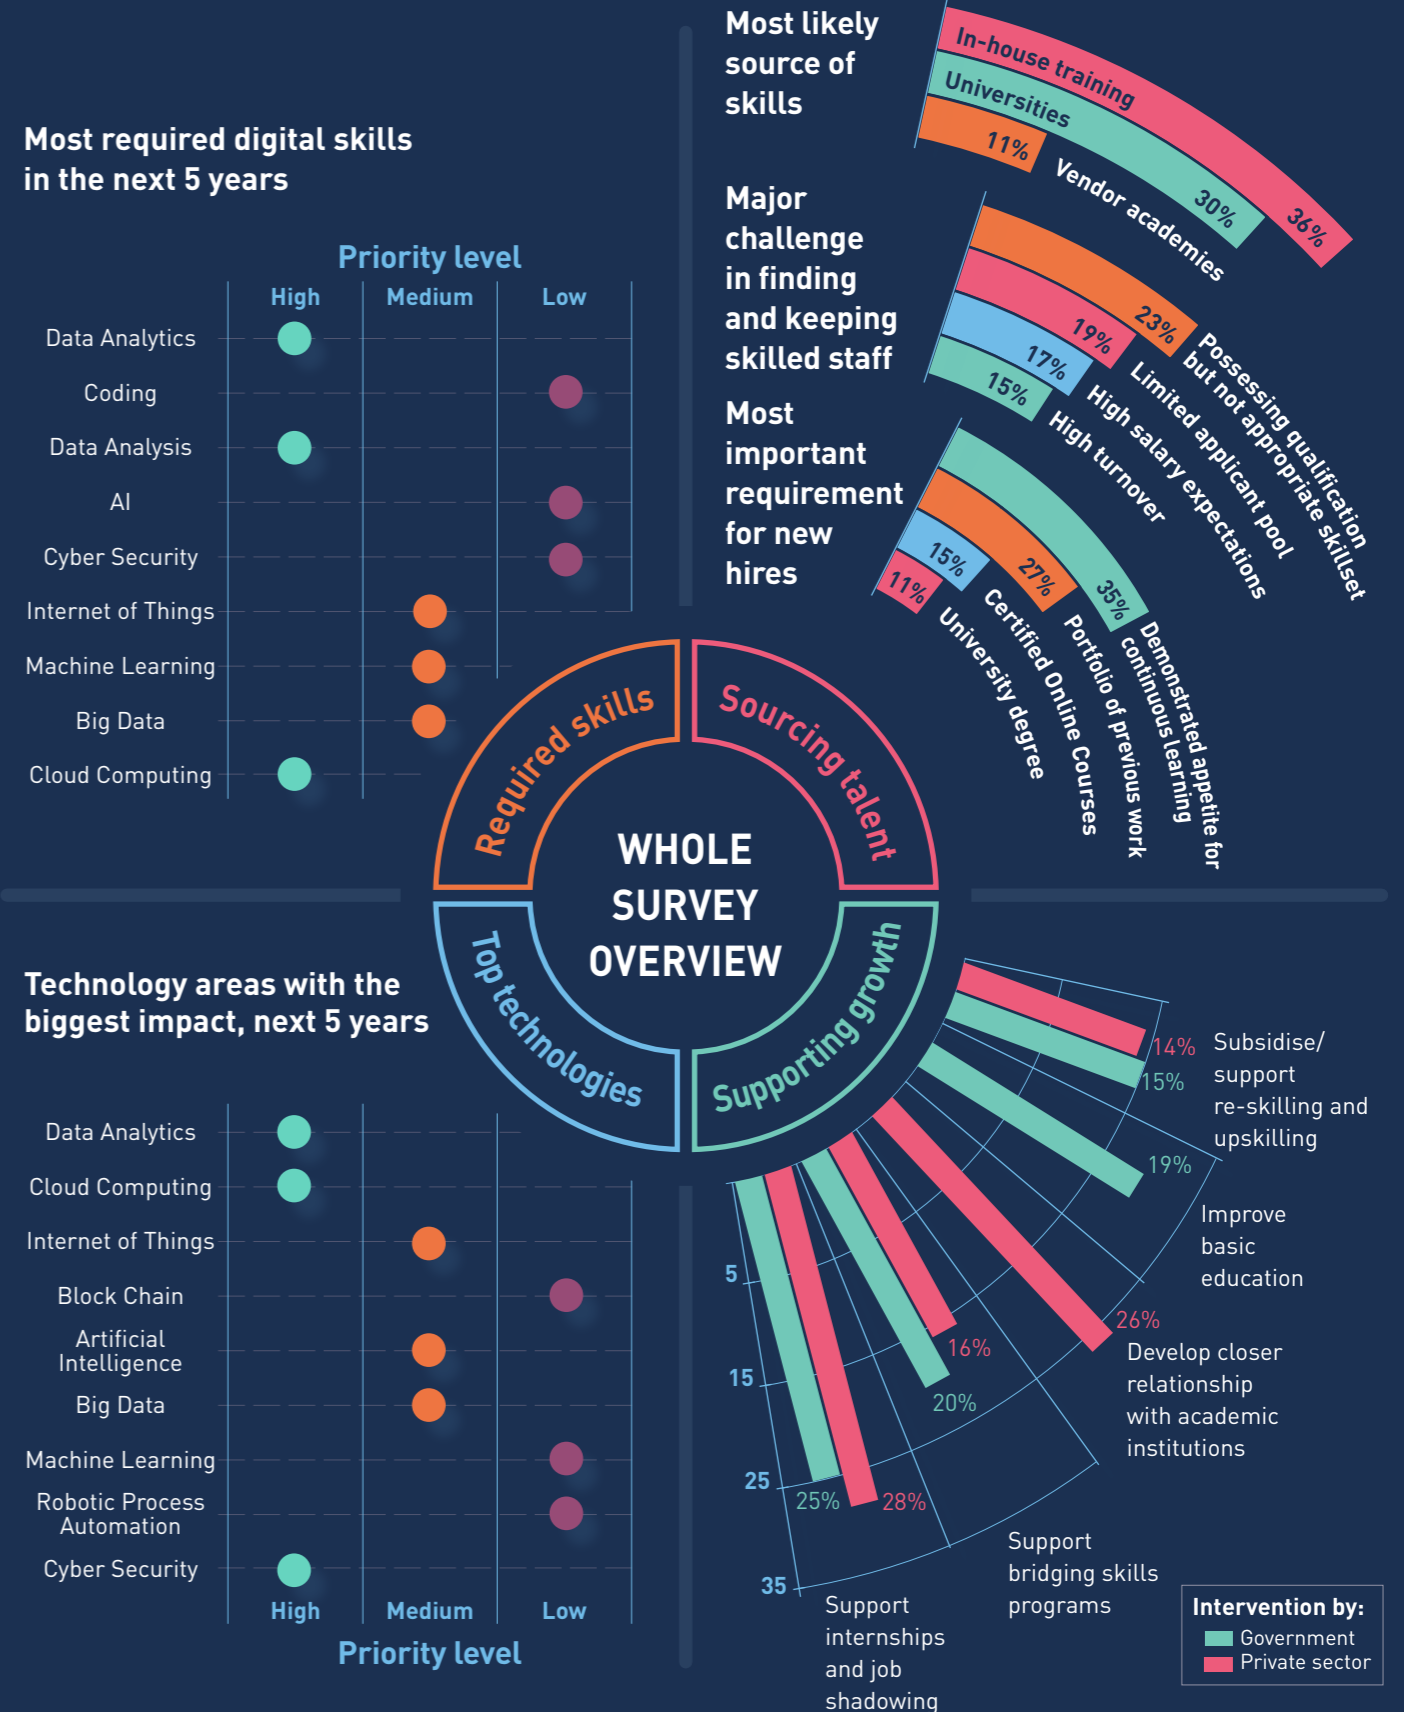 Most required digital skills
in the next 5 years
Priority level
High
Medium
Low
Data Analytics
Coding
Data Analysis
AI
Cyber Security
Internet of Things
Machine Learning
Big Data
Cloud Computing
Most likely
source of
skills
In-house training
36%
Universities
30%
11%
Vendor academies
Major
challenge
in finding
and keeping
skilled staff
23%
Possessing qualification
but not appropriate skillset
19%
Limited applicant pool
17%
High salary expectations
15%
High turnover
Most
important
requirement
for new
hires
35%
Demonstrated appetite for
continuous learning
27%
Portfolio of previous work
15%
Certified Online Courses
11%
University degree
Required skills
Sourcing talent
WHOLE
SURVEY
OVERVIEW
Top technologies
Supporting growth
Technology areas with the
biggest impact, next 5 years
Data Analytics
Cloud Computing
Internet of Things
Block Chain
Artificial
Intelligence
Big Data
Machine Learning
Robotic Process
Automation
Cyber Security
High
Medium
Low
Priority level
14%
15%
Subsidise/
support
re-skilling and
upskilling
19%
Improve
basic
education
26%
Develop closer
relationship
with academic
institutions
16%
20%
Support
bridging skills
programs
25%
28%
Support
internships
and job
shadowing
5
15
25
35
Intervention by:
Government
Private sector